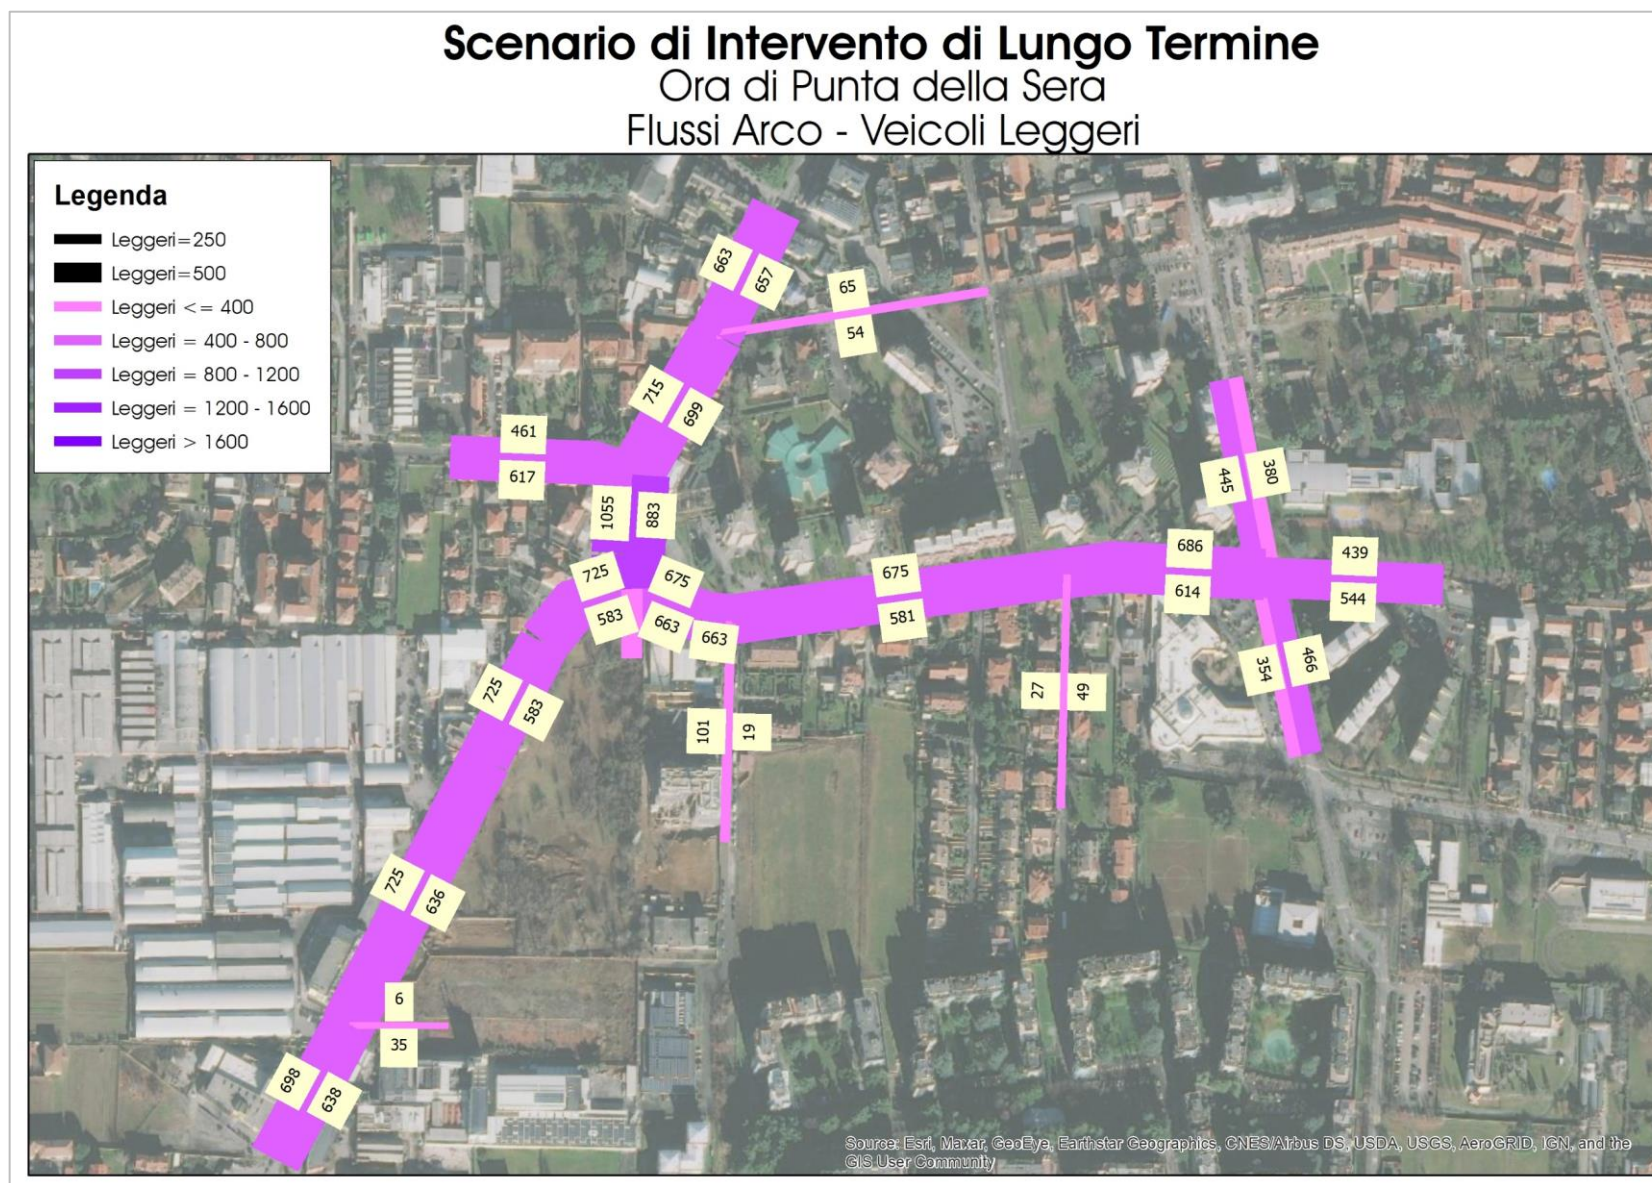 Scenario di Intervento di Lungo Termine
Ora di Punta della Sera
Flussi Arco - Veicoli Leggeri
Legenda
Leggeri=250
Leggeri=500
Leggeri <= 400
Leggeri = 400 - 800
Leggeri = 800 - 1200
Leggeri = 1200 - 1600
Leggeri > 1600
663
657
65
54
715
699
461
617
445
380
1055
883
686
614
439
544
725
583
675
663
663
675
581
354
466
725
583
101
19
27
49
725
636
6
35
698
638
Source: Esri, Maxar, GeoEye, Earthstar Geographics, CNES/Airbus DS, USDA, USGS, AeroGRID, IGN, and the
GIS User Community